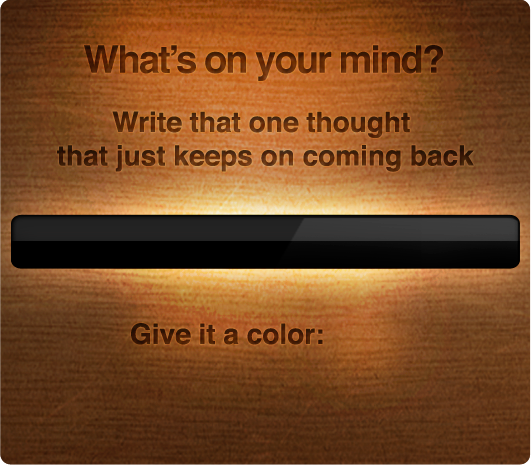 What's on your mind?
Write that one thought
that just keeps on coming back
Give it a color: